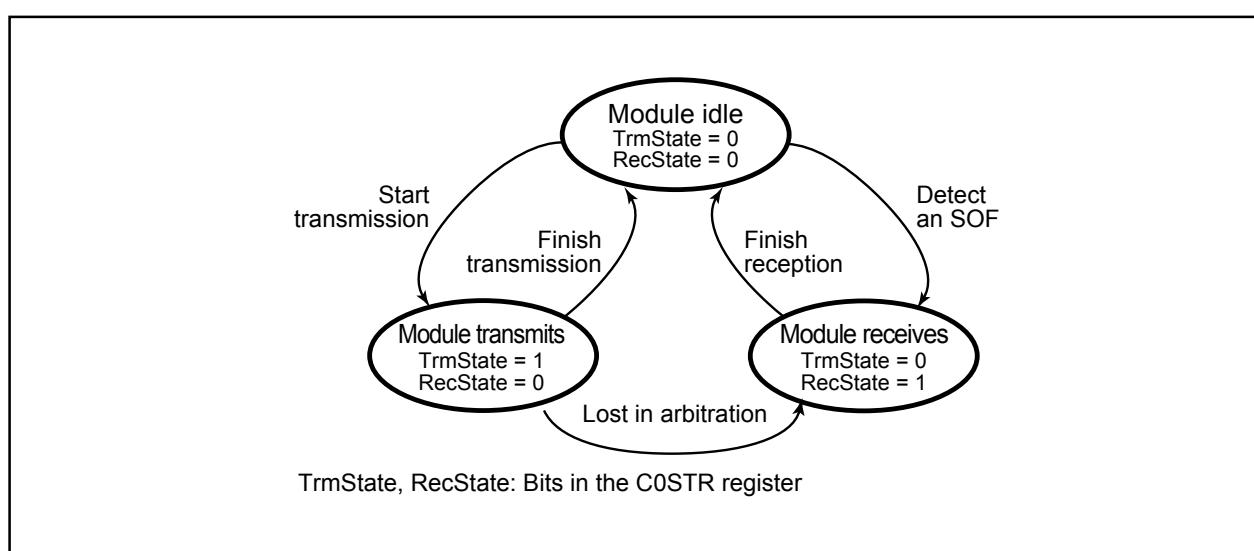 Module idle
TrmState = 0
RecState = 0
Start
transmission
Detect
an SOF
Finish
transmission
Finish
reception
Module transmits
TrmState = 1
RecState = 0
Module receives
TrmState = 0
RecState = 1
Lost in arbitration
TrmState, RecState: Bits in the C0STR register